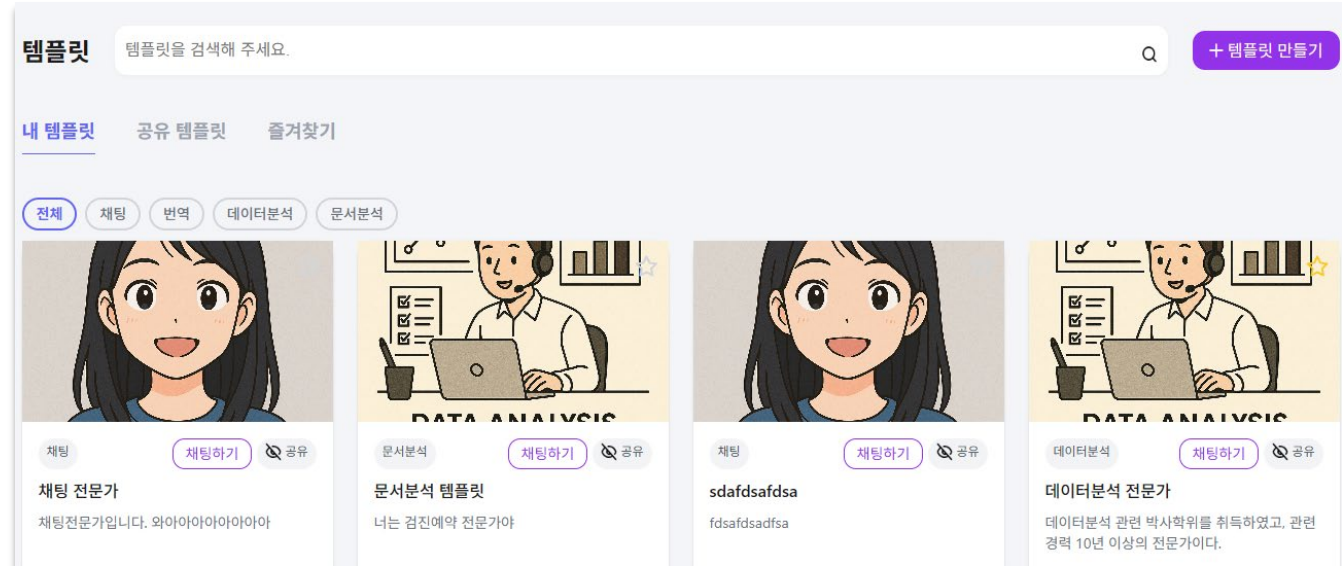 템플릿
템플릿을 검색해 주세요.
+ 템플릿 만들기
내 템플릿 공유 템플릿 즐겨찾기
전체 채팅 번역 데이터분석 문서분석
DATA ANALYSIS
DATA ANALYSIS
채팅 채팅하기 공유
채팅 전문가
채팅전문가입니다. 와아아아아아아아아
문서분석 채팅하기 공유
문서분석 템플릿
너는 검진예약 전문가야
채팅 채팅하기 공유
sdafdsafdsa
fdsafdsadfsa
데이터분석 채팅하기 공유
데이터분석 전문가
데이터분석 관련 박사학위를 취득하였고, 관련
경력 10년 이상의 전문가이다.